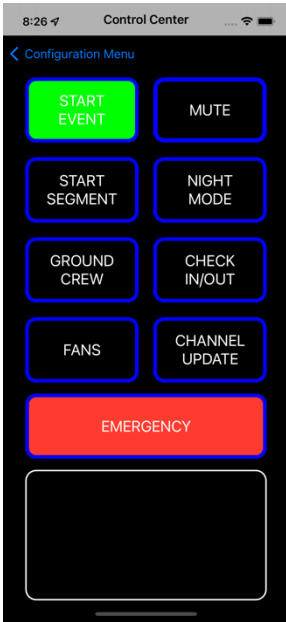 8:26
Control Center
Configuration Menu
START
EVENT
MUTE
START
SEGMENT
NIGHT
MODE
GROUND
CREW
CHECK
IN/OUT
FANS
CHANNEL
UPDATE
EMERGENCY